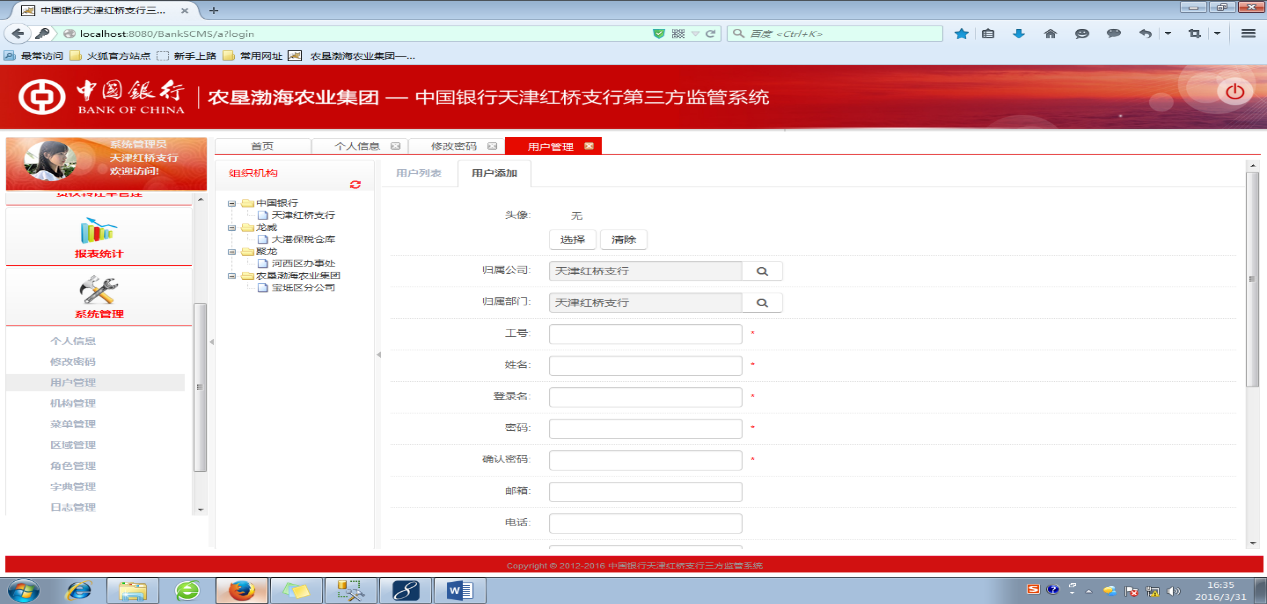 中国银行天津红桥支行三...
localhost:8080/BankSCMS/a?login
百度 <Ctrl+K>
最常访问 火狐官方站点 新手上路 常用网址 农垦渤海农业集团—...
中国银行
BANK OF CHINA
农垦渤海农业集团 — 中国银行天津红桥支行第三方监管系统
系统管理员
天津红桥支行
欢迎访问!
首页 个人信息 修改密码 用户管理
组织机构
中国银行
天津红桥支行
龙威
大港保税仓库
聚龙
河西区办事处
农垦渤海农业集团
宝坻区分公司
报表统计
系统管理
个人信息
修改密码
用户管理
机构管理
菜单管理
区域管理
角色管理
字典管理
日志管理
用户列表 用户添加
头像: 无
选择 清除
归属公司: 天津红桥支行
归属部门: 天津红桥支行
工号: *
姓名: *
登录名: *
密码: *
确认密码: *
邮箱:
电话:
Copyright © 2012-2016 中国银行天津红桥支行三方监管系统
16:35
2016/3/31